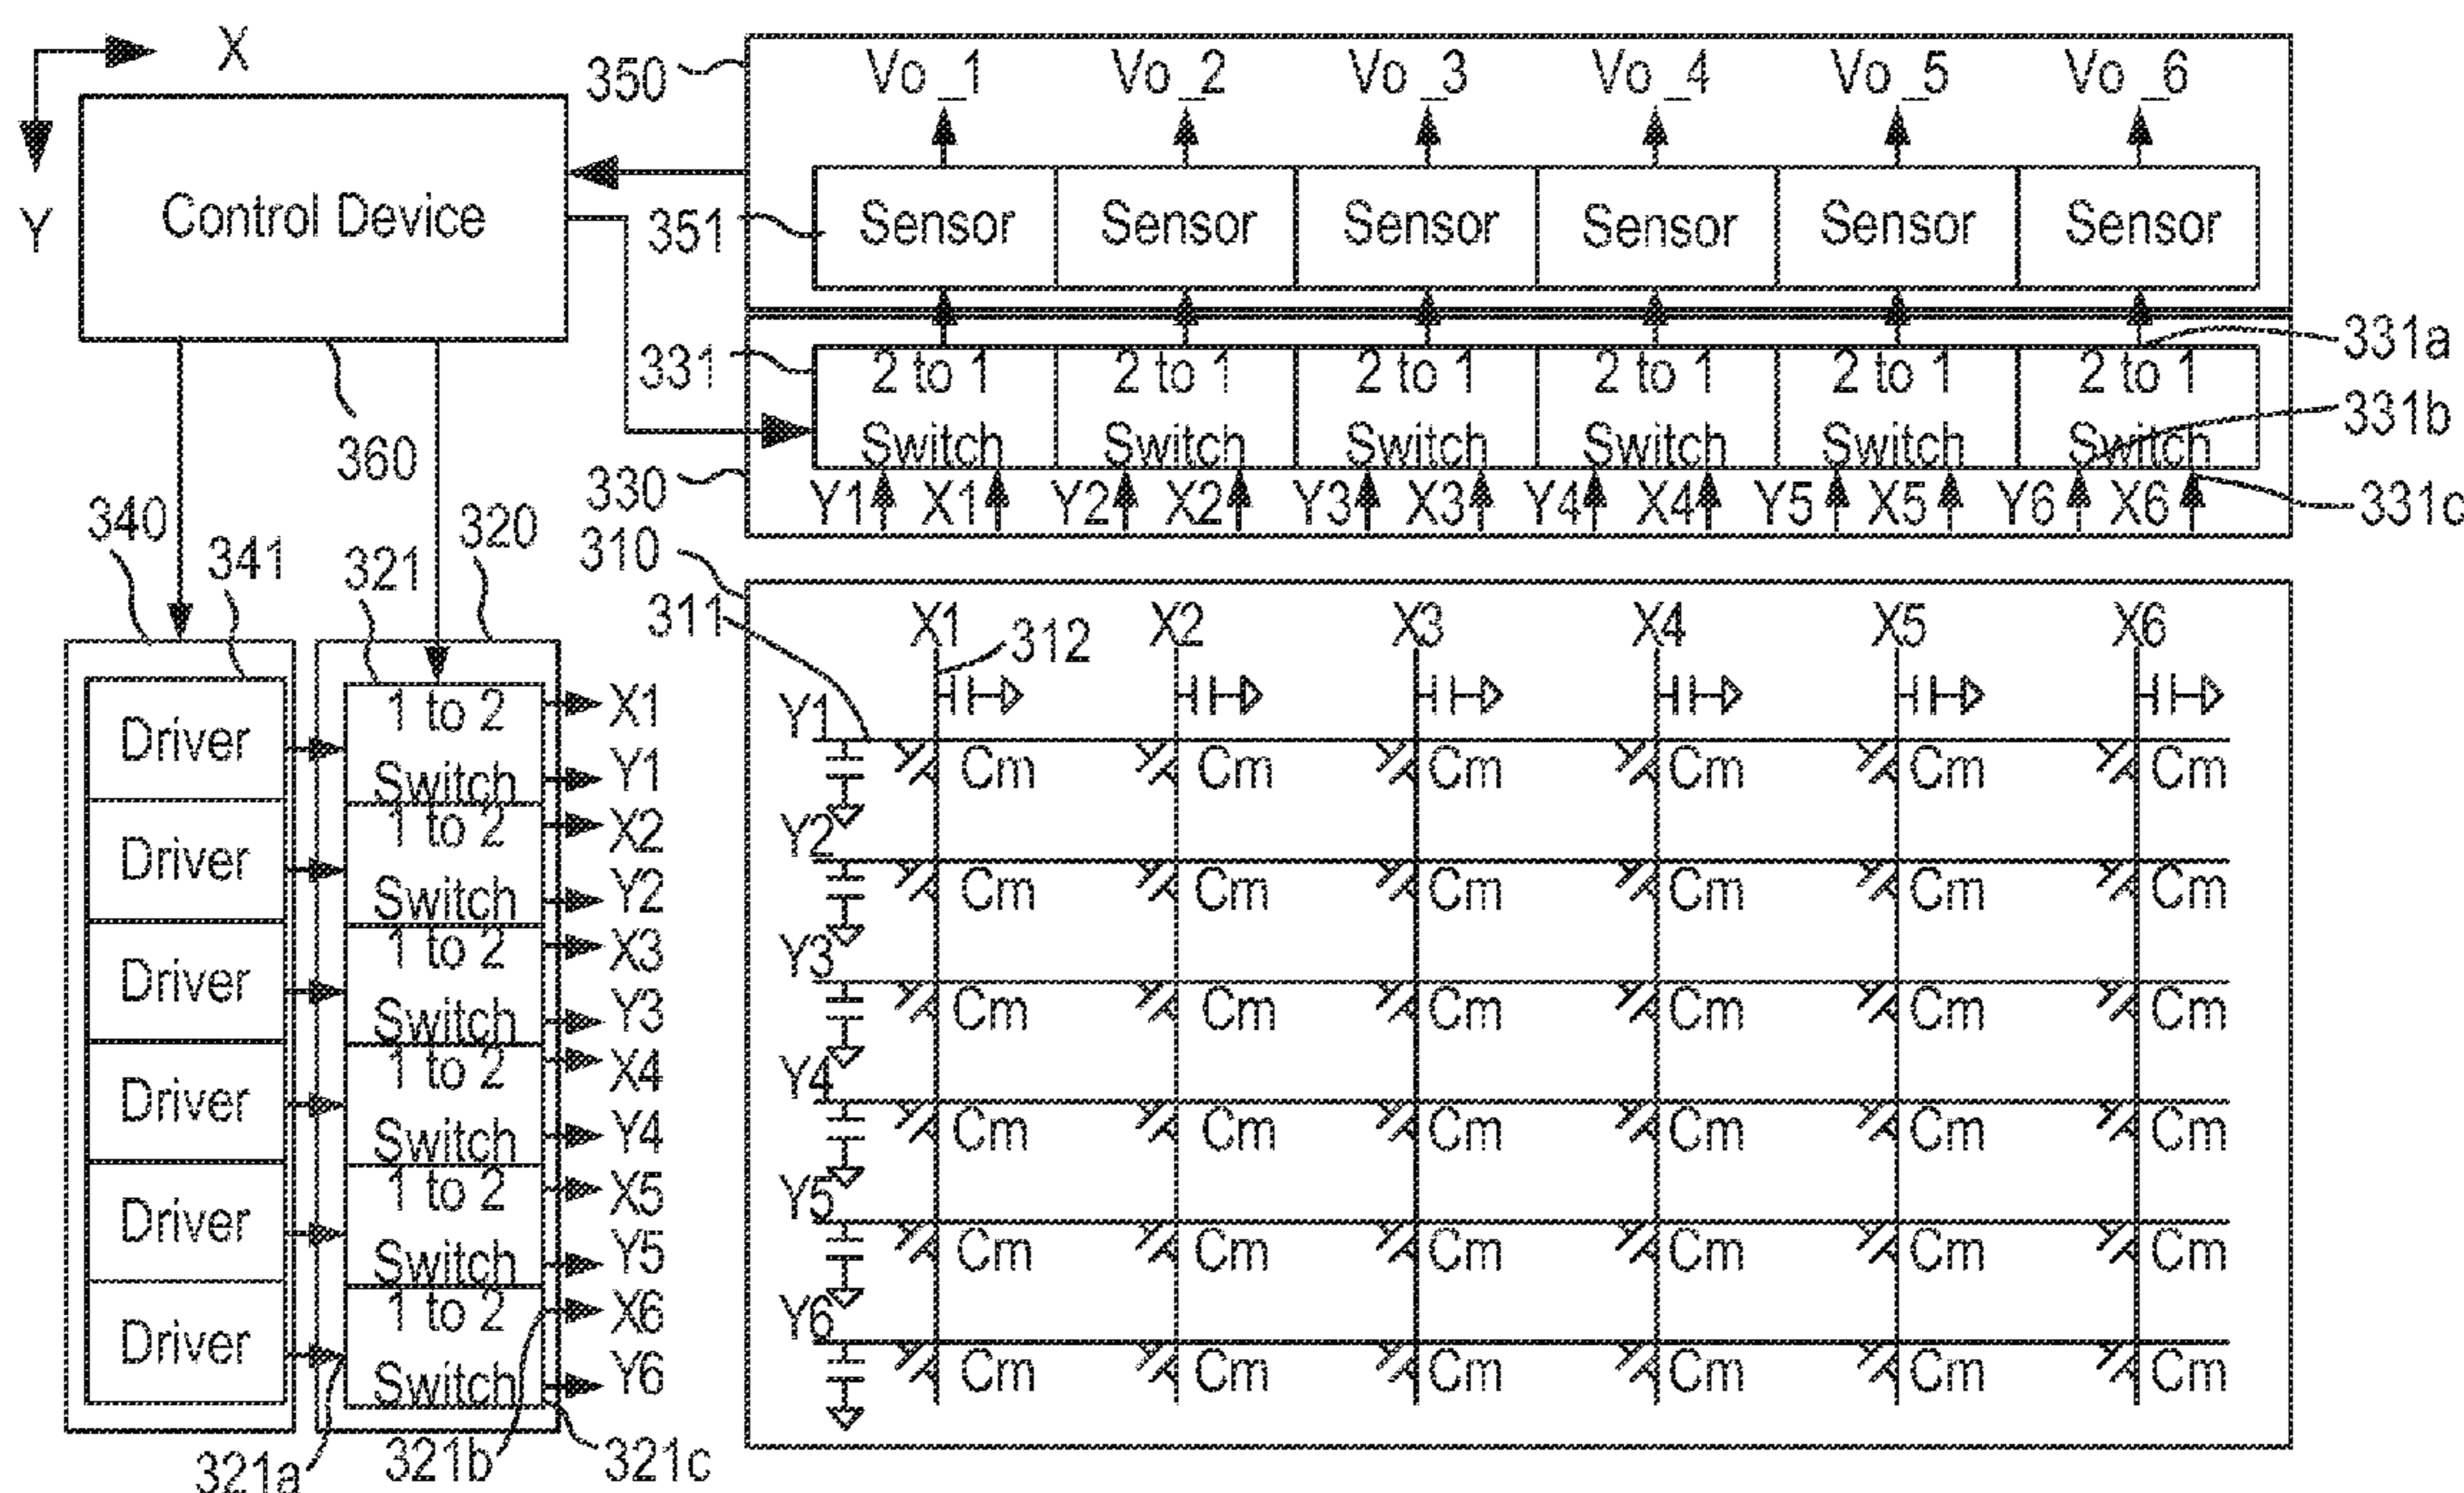 X
Y
Control Device
360
350
Vo_1 Vo_2 Vo_3 Vo_4 Vo_5 Vo_6
351
Sensor Sensor Sensor Sensor Sensor Sensor
331
2 to 1 Switch 2 to 1 Switch 2 to 1 Switch 2 to 1 Switch 2 to 1 Switch 2 to 1 Switch
331a
331b
331c
330
Y1 X1 Y2 X2 Y3 X3 Y4 X4 Y5 X5 Y6 X6
340
341
321
320
Driver
1 to 2 Switch
X1
Y1
Driver
1 to 2 Switch
X2
Y2
Driver
1 to 2 Switch
X3
Y3
Driver
1 to 2 Switch
X4
Y4
Driver
1 to 2 Switch
X5
Y5
Driver
1 to 2 Switch
X6
Y6
321a
321b
321c
310
311
312
X1 X2 X3 X4 X5 X6
Y1
Cm Cm Cm Cm Cm Cm
Y2
Cm Cm Cm Cm Cm Cm
Y3
Cm Cm Cm Cm Cm Cm
Y4
Cm Cm Cm Cm Cm Cm
Y5
Cm Cm Cm Cm Cm Cm
Y6
Cm Cm Cm Cm Cm Cm